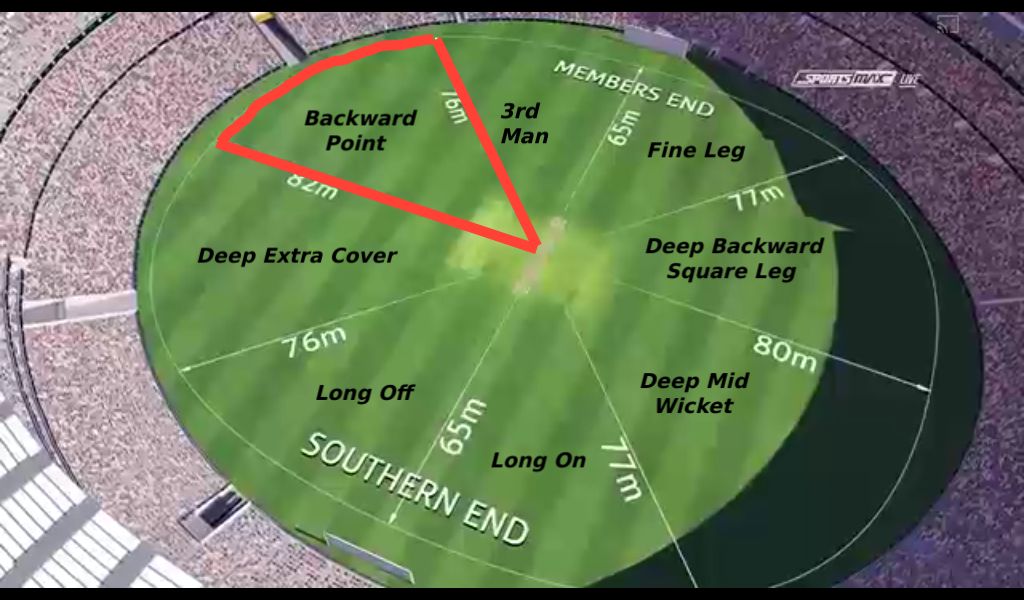 SPORTSMAX LIVE
MEMBERS END
76m
3rd
Man
65m
Backward
Point
Fine Leg
82m
77m
Deep Extra Cover
Deep Backward
Square Leg
76m
80m
Long Off
Deep Mid
Wicket
65m
SOUTHERN END
Long On
77m